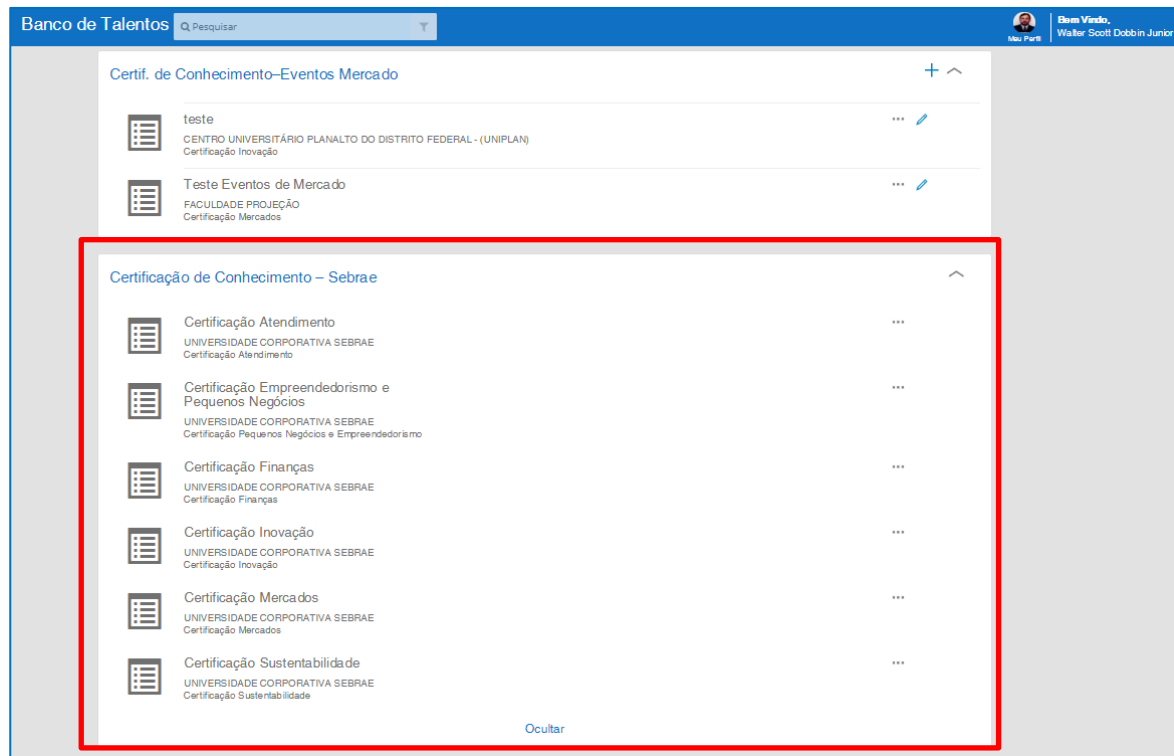 Banco de Talentos
Pesquisar
Meu Perfil
Bem Vindo,
Walter Scott Dobbin Junior
Certif. de Conhecimento–Eventos Mercado
teste
CENTRO UNIVERSITÁRIO PLANALTO DO DISTRITO FEDERAL - (UNIPLAN)
Certificação Inovação
Teste Eventos de Mercado
FACULDADE PROJEÇÃO
Certificação Mercados
Certificação de Conhecimento – Sebrae
Certificação Atendimento
UNIVERSIDADE CORPORATIVA SEBRAE
Certificação Atendimento
Certificação Empreendedorismo e
Pequenos Negócios
UNIVERSIDADE CORPORATIVA SEBRAE
Certificação Pequenos Negócios e Empreendedorismo
Certificação Finanças
UNIVERSIDADE CORPORATIVA SEBRAE
Certificação Finanças
Certificação Inovação
UNIVERSIDADE CORPORATIVA SEBRAE
Certificação Inovação
Certificação Mercados
UNIVERSIDADE CORPORATIVA SEBRAE
Certificação Mercados
Certificação Sustentabilidade
UNIVERSIDADE CORPORATIVA SEBRAE
Certificação Sustentabilidade
Ocultar